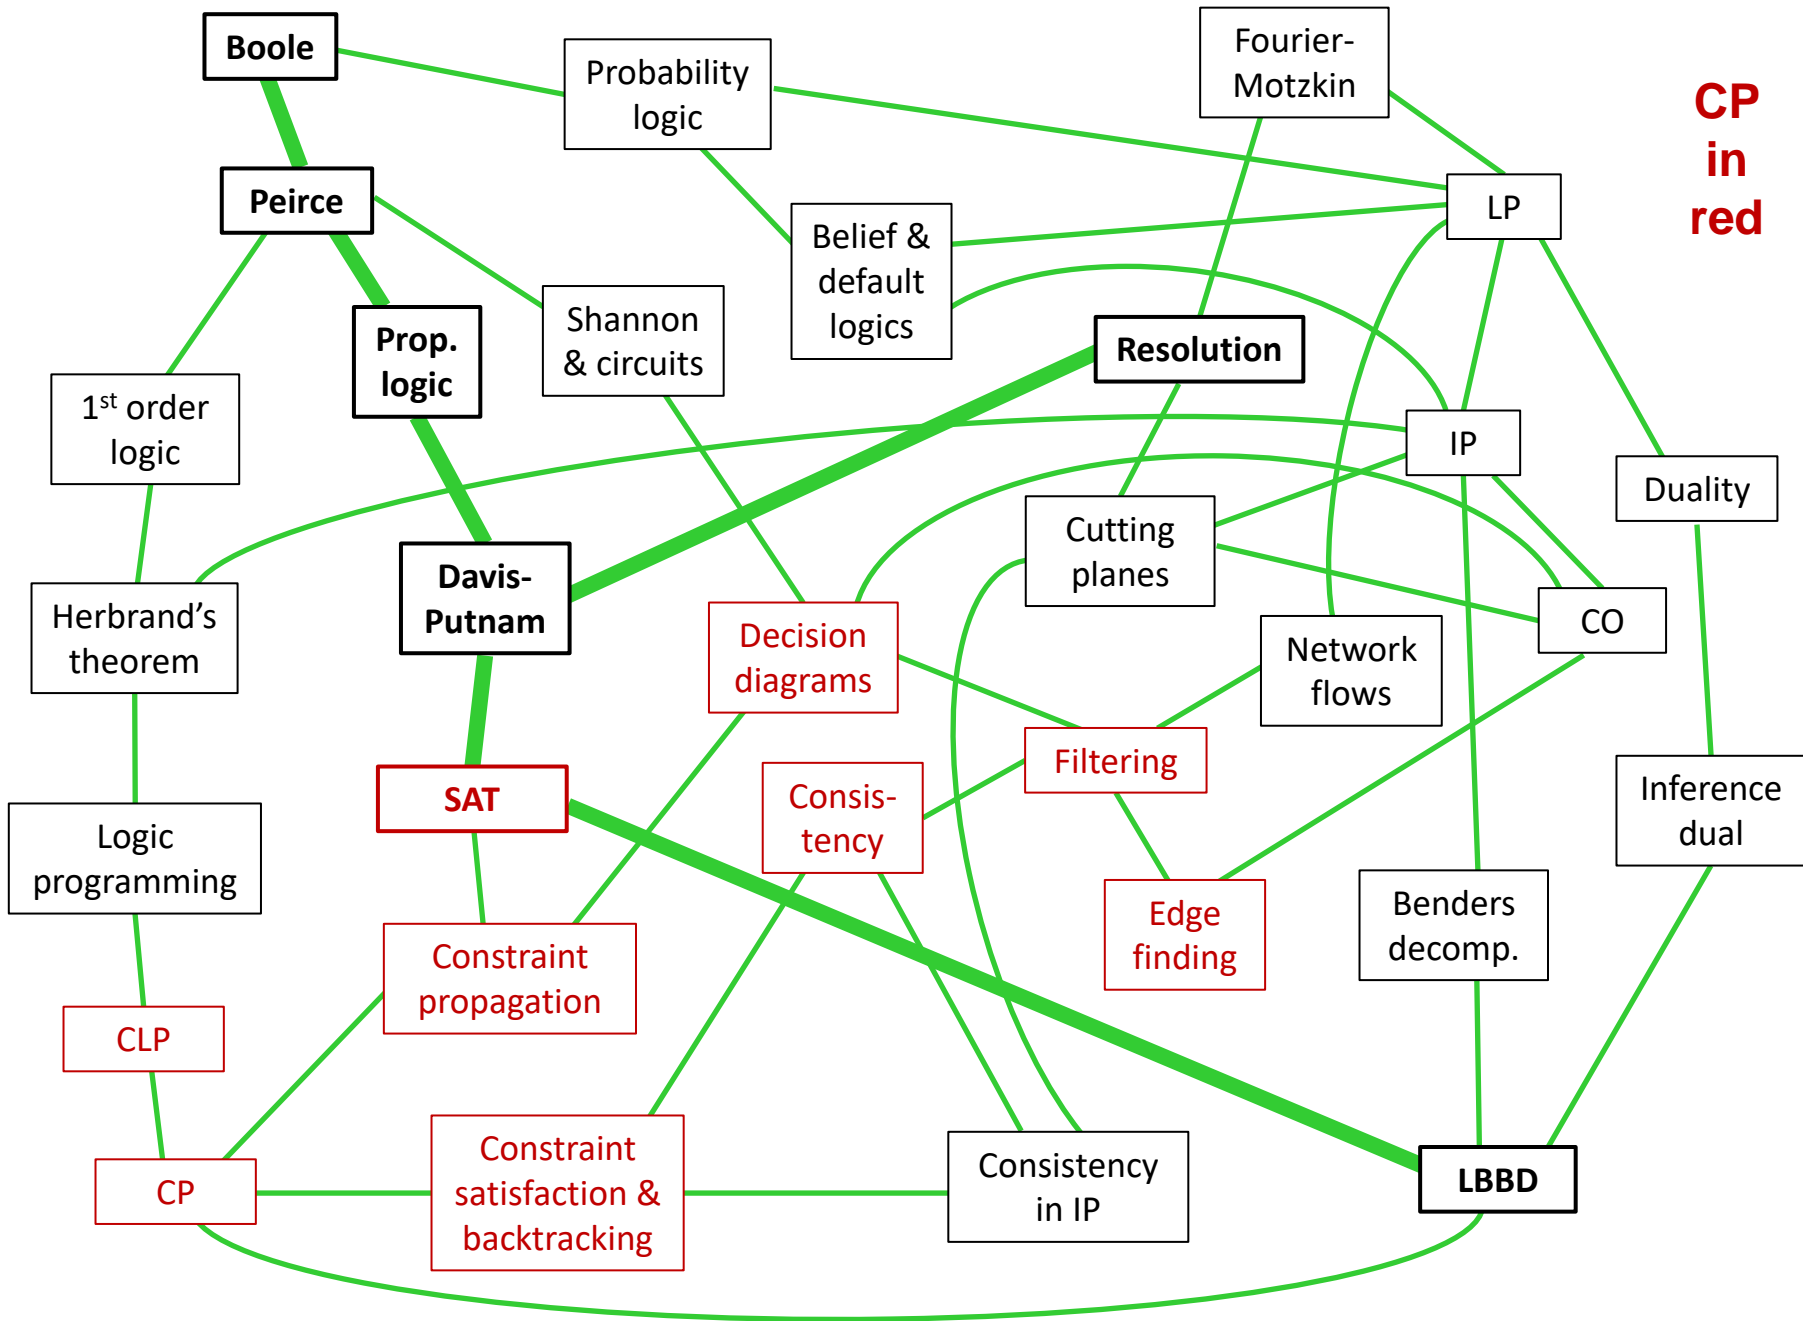 Boole
Probability
logic
Fourier-
Motzkin
CP
in
red
Peirce
LP
Belief &
default
logics
Shannon
& circuits
Prop.
logic
Resolution
1st order
logic
IP
Duality
Cutting
planes
Davis-
Putnam
Herbrand’s
theorem
Decision
diagrams
CO
Network
flows
Filtering
SAT
Consis-
tency
Inference
dual
Logic
programming
Edge
finding
Benders
decomp.
Constraint
propagation
CLP
CP
Constraint
satisfaction &
backtracking
Consistency
in IP
LBBD